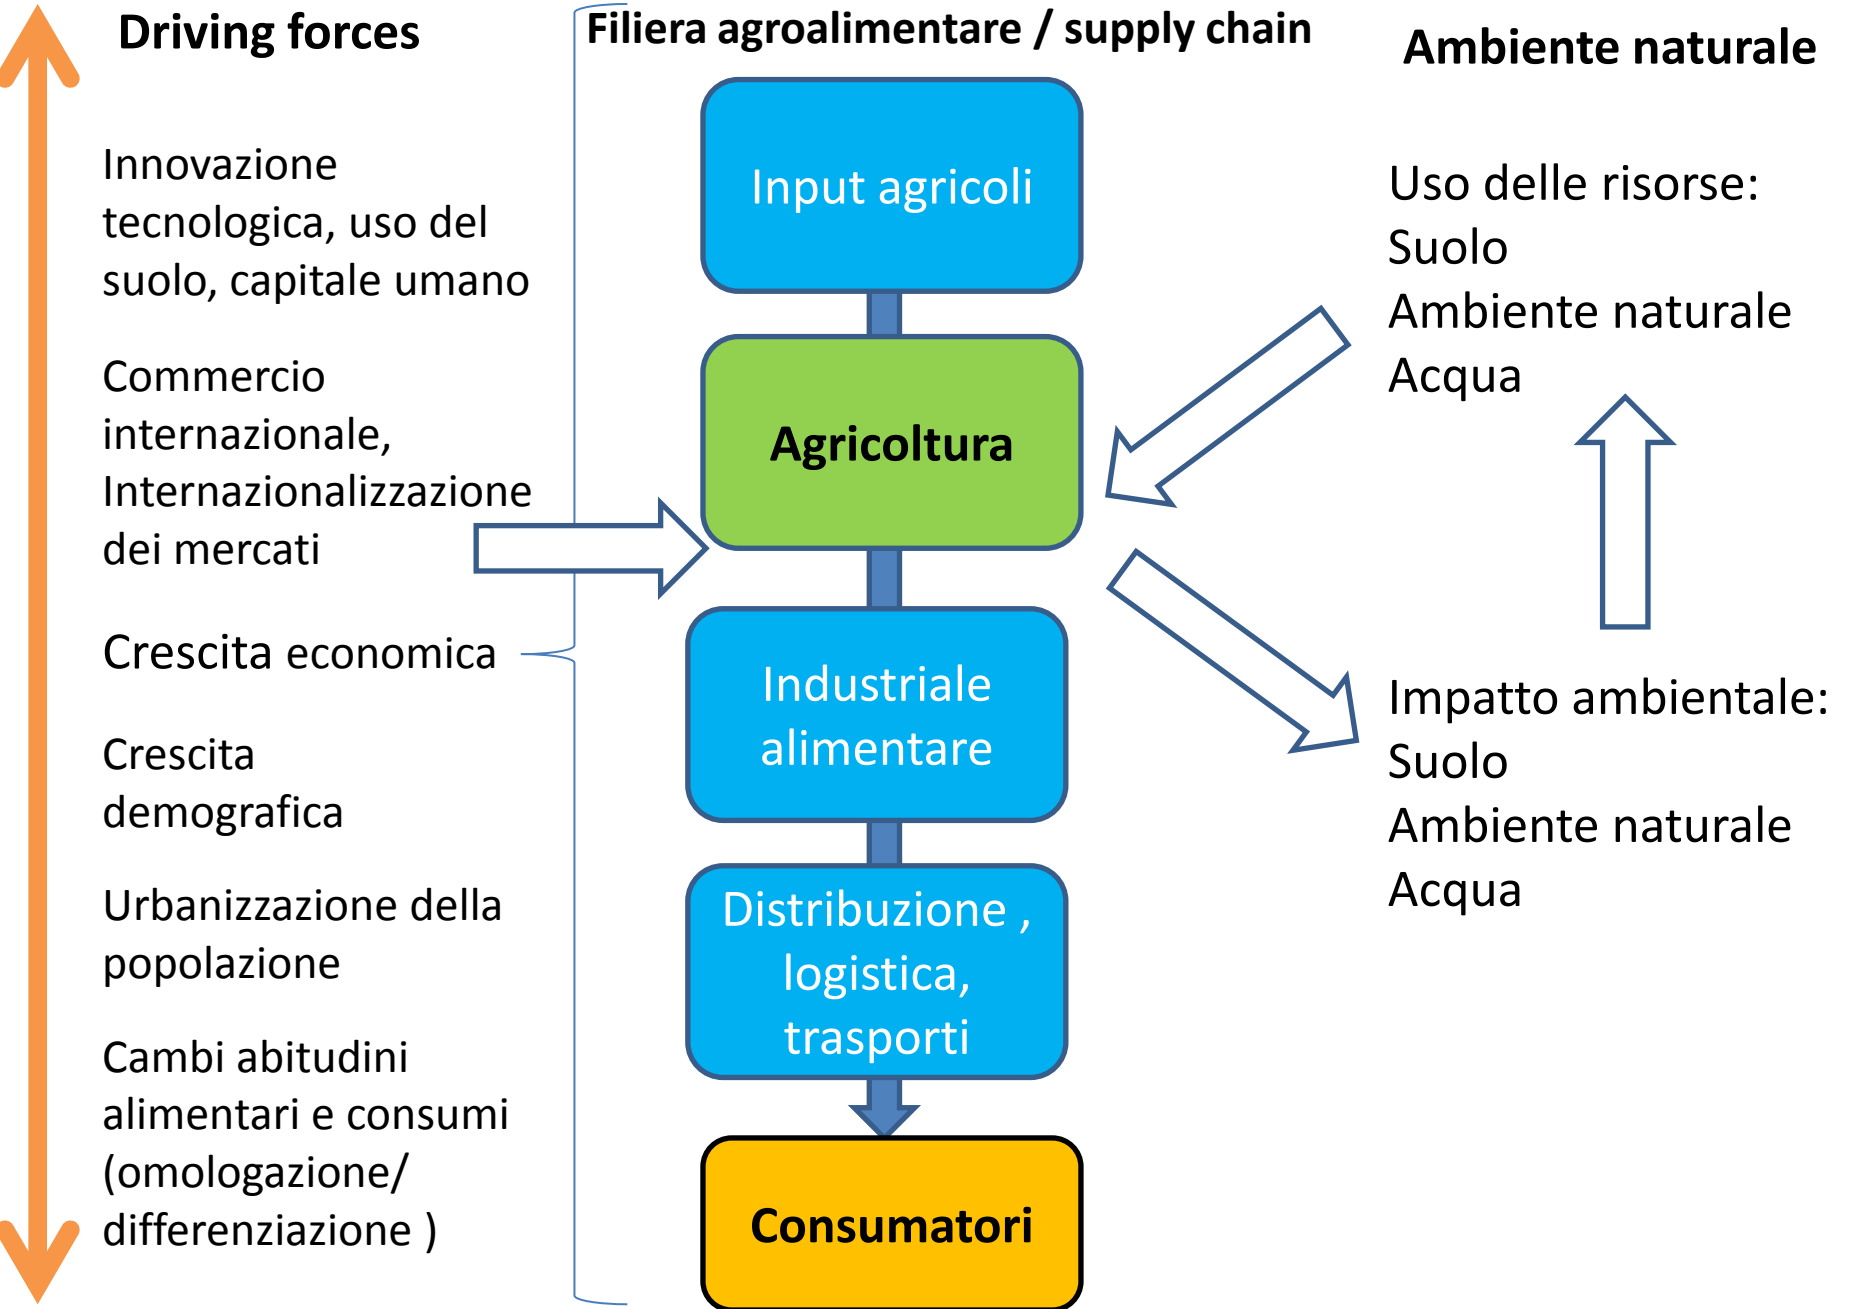 Driving forces
Innovazione
tecnologica, uso del
suolo, capitale umano
Commercio
internazionale,
Internazionalizzazione
dei mercati
Crescita economica
Crescita
demografica
Urbanizzazione della
popolazione
Cambi abitudini
alimentari e consumi
(omologazione/
differenziazione )
Filiera agroalimentare / supply chain
Input agricoli
Agricoltura
Industriale
alimentare
Distribuzione ,
logistica,
trasporti
Consumatori
Ambiente naturale
Uso delle risorse:
Suolo
Ambiente naturale
Acqua
Impatto ambientale:
Suolo
Ambiente naturale
Acqua